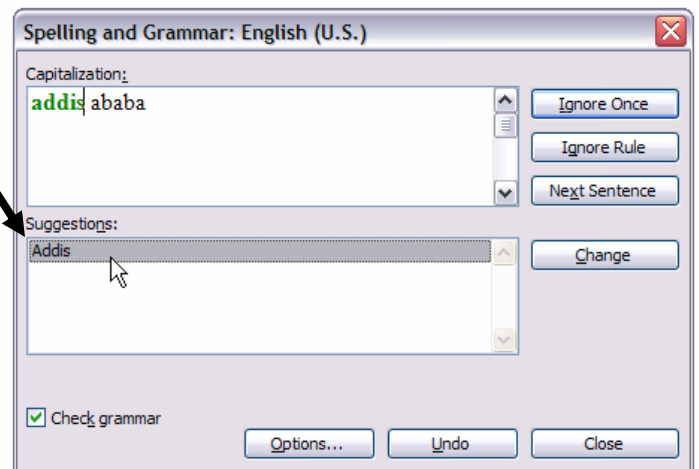 Spelling and Grammar: English (U.S.)
Capitalization:
addis ababa
Ignore Once
Ignore Rule
Next Sentence
Suggestions:
Addis
Change
Check grammar
Options...
Undo
Close